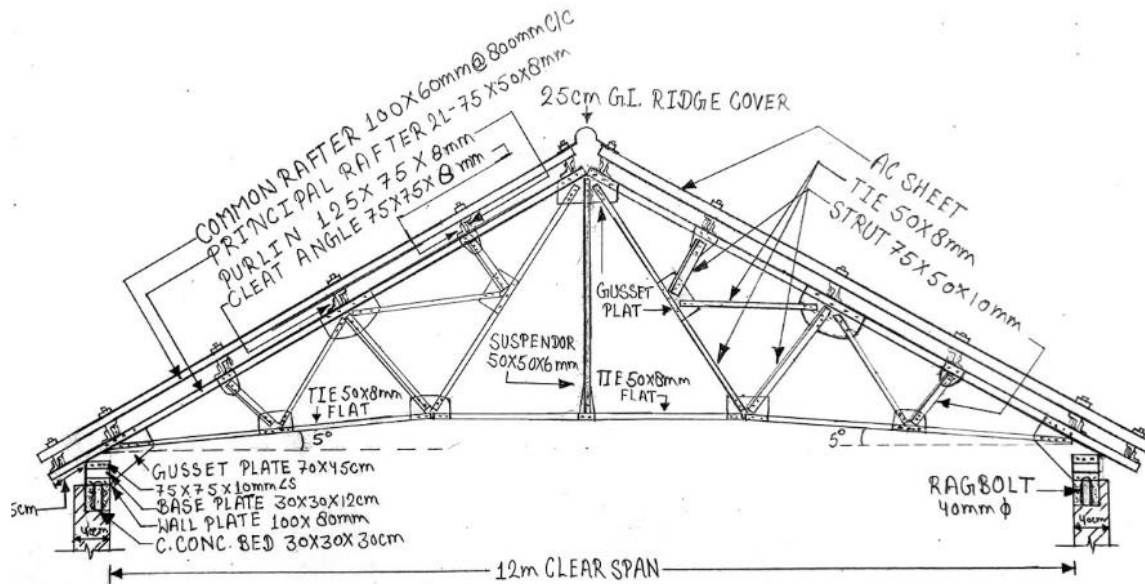 COMMON RAFTER 100X60mm@800mmC/C
PRINCIPAL RAFTER 2L-75X50X8mm
PURLIN 125X75X8mm
CLEAT ANGLE 75X75X8mm
25cm G.I. RIDGE COVER
AC SHEET
TIE 50X8mm
STRUT 75X50X10mm
GUSSET
PLAT
SUSPENDOR
50X50X6mm
TIE 50X8mm
FLAT
TIE 50X8mm
FLAT
5°
5°
GUSSET PLATE 70X45cm
75X75X10mm LS
BASE PLATE 30X30X12cm
WALL PLATE 100X80mm
C.CONC. BED 30X30X30cm
5cm
40cm
RAGBOLT
40mm ϕ
40cm
12m CLEAR SPAN